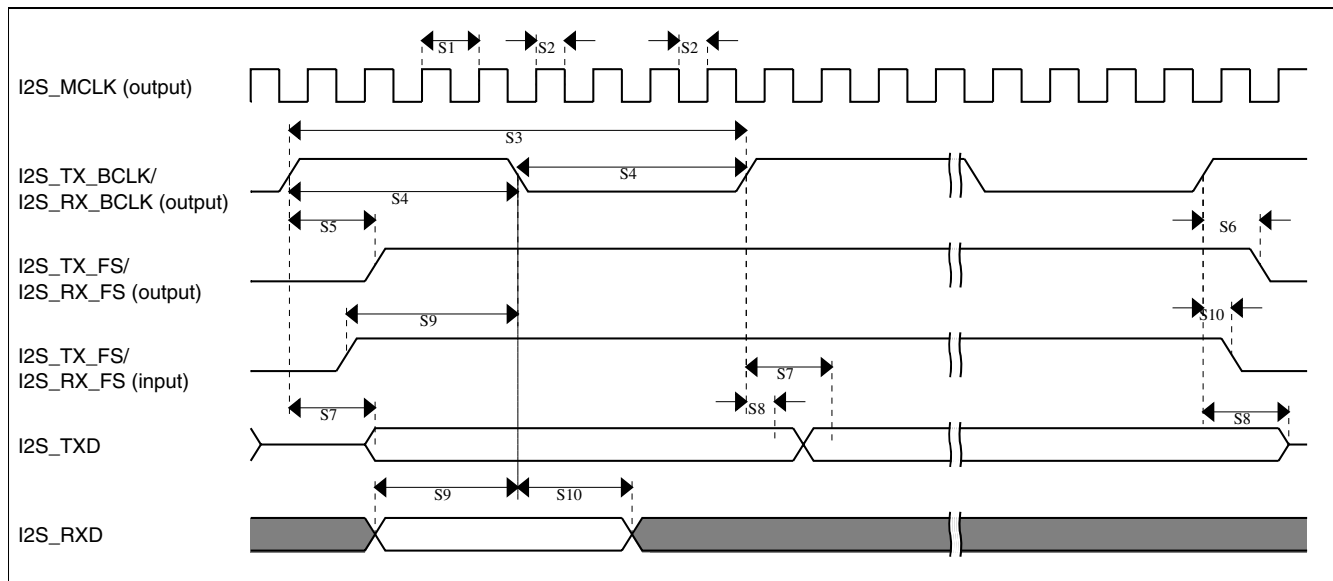 S1
S2
S2
I2S_MCLK (output)
S3
I2S_TX_BCLK/
I2S_RX_BCLK (output)
S4
S4
S5
S6
I2S_TX_FS/
I2S_RX_FS (output)
S9
S10
I2S_TX_FS/
I2S_RX_FS (input)
S7
S7
S8
S8
I2S_TXD
S9
S10
I2S_RXD